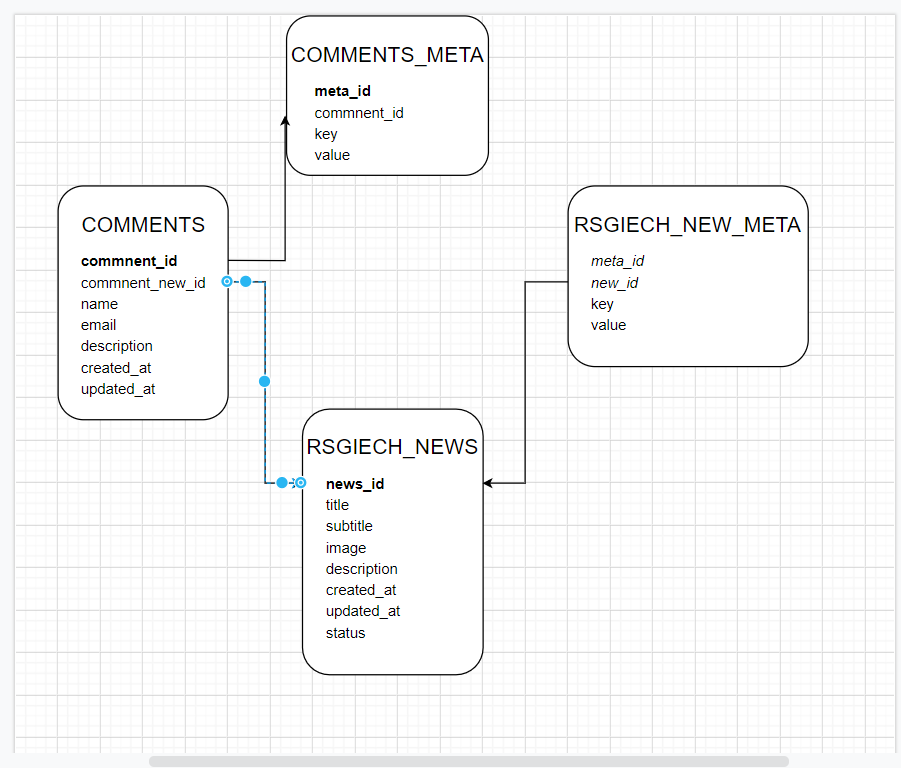 COMMENTS_META
meta_id
commnent_id
key
value
COMMENTS
commnent_id
commnent_new_id
name
email
description
created_at
updated_at
RSGIECH_NEW_META
meta_id
new_id
key
value
RSGIECH_NEWS
news_id
title
subtitle
image
description
created_at
updated_at
status